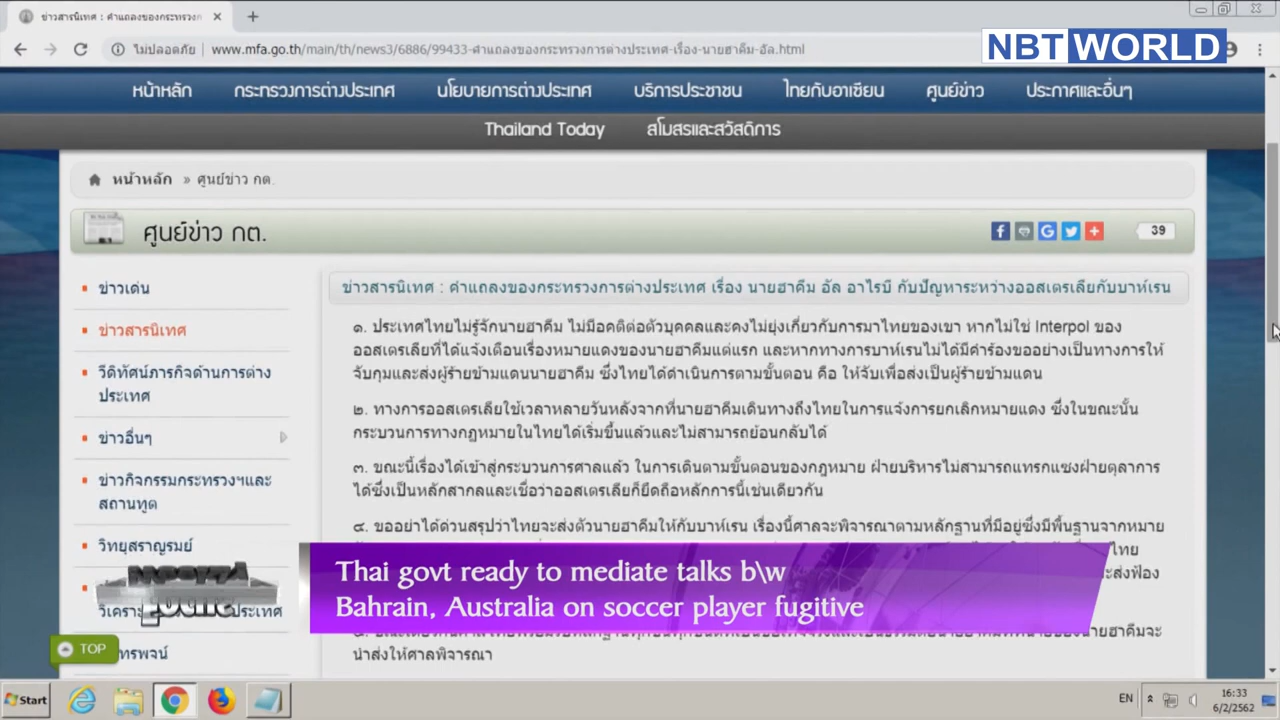 ข่าวสารนิเทศ : คำแถลงของกระทรวงก
NBT WORLD
ไม่ปลอดภัย | www.mfa.go.th/main/th/news3/6886/99433-คำแถลงของกระทรวงการต่างประเทศ-เรื่อง-นายฮาคีม-อัล.html
หน้าหลัก กระทรวงการต่างประเทศ นโยบายการต่างประเทศ บริการประชาชน ไทยกับอาเซียน ศูนย์ข่าว ประกาศและอื่นๆ
Thailand Today สโมสรและสวัสดิการ
หน้าหลัก » ศูนย์ข่าว กต.
ศูนย์ข่าว กต.
39
ข่าวเด่น
ข่าวสารนิเทศ
วีดิทัศน์ภารกิจด้านการต่าง
ประเทศ
ข่าวอื่นๆ
ข่าวกิจกรรมกระทรวงฯและ
สถานทูต
วิทยุสราญรมย์
วิเคราะ
ประเทศ
TOP
ทรพจน์
ข่าวสารนิเทศ : คำแถลงของกระทรวงการต่างประเทศ เรื่อง นายฮาคีม อัล อาไรบี กับปัญหาระหว่างออสเตรเลียกับบาห์เรน
๑. ประเทศไทยไม่รู้จักนายฮาคีม ไม่มีอคติต่อตัวบุคคลและคงไม่ยุ่งเกี่ยวกับการมาไทยของเขา หากไม่ใช่ Interpol ของ
ออสเตรเลียที่ได้แจ้งเตือนเรื่องหมายแดงของนายฮาคีมแต่แรก และหากทางการบาห์เรนไม่ได้มีคำร้องขออย่างเป็นทางการให้
จับกุมและส่งผู้ร้ายข้ามแดนนายฮาคีม ซึ่งไทยได้ดำเนินการตามขั้นตอน คือ ให้จับเพื่อส่งเป็นผู้ร้ายข้ามแดน
๒. ทางการออสเตรเลียใช้เวลาหลายวันหลังจากที่นายฮาคีมเดินทางถึงไทยในการแจ้งการยกเลิกหมายแดง ซึ่งในขณะนั้น
กระบวนการทางกฎหมายในไทยได้เริ่มขึ้นแล้วและไม่สามารถย้อนกลับได้
๓. ขณะนี้เรื่องได้เข้าสู่กระบวนการศาลแล้ว ในการเดินตามขั้นตอนของกฎหมาย ฝ่ายบริหารไม่สามารถแทรกแซงฝ่ายตุลาการ
ได้ซึ่งเป็นหลักสากลและเชื่อว่าออสเตรเลียก็ยึดถือหลักการนี้เช่นเดียวกัน
๔. ขออย่าได้ด่วนสรุปว่าไทยจะส่งตัวนายฮาคีมให้กับบาห์เรน เรื่องนี้ศาลจะพิจารณาตามหลักฐานที่มีอยู่ซึ่งมีพื้นฐานจากหมาย
ไทย
ะส่งฟ้อง
ายฮาคีมจะ
นำส่งให้ศาลพิจารณา
Thai govt ready to mediate talks b\w
Bahrain, Australia on soccer player fugitive
Start
EN
16:33
6/2/2562